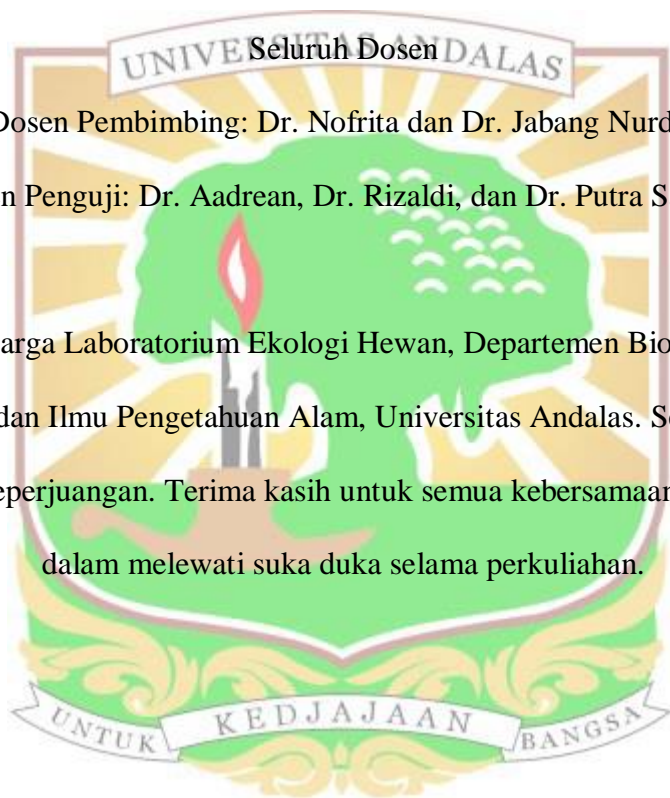 UNIVERSITAS ANDALAS
Seluruh Dosen
Dosen Pembimbing: Dr. Nofrita dan Dr. Jabang Nurd
n Penguji: Dr. Aadrean, Dr. Rizaldi, dan Dr. Putra S
arga Laboratorium Ekologi Hewan, Departemen Bio
dan Ilmu Pengetahuan Alam, Universitas Andalas. S
eperjuangan. Terima kasih untuk semua kebersamaan
dalam melewati suka duka selama perkuliahan.
UNTUK KEDJAJAAN BANGSA